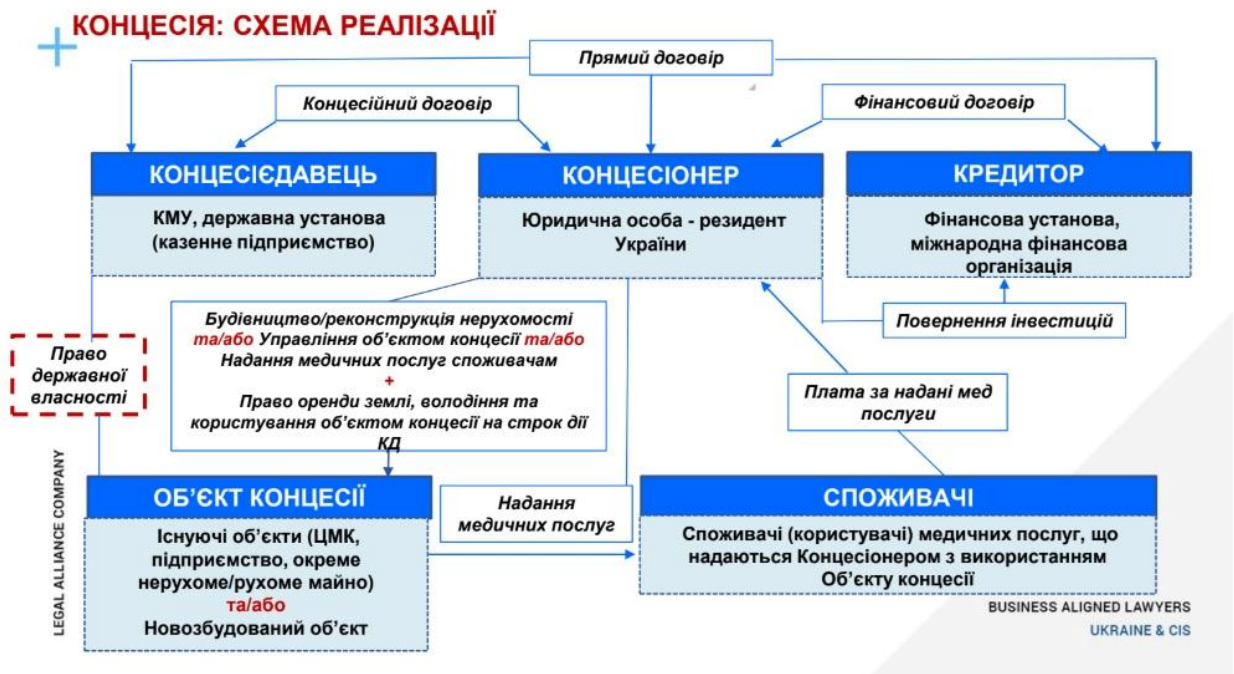 КОНЦЕСІЯ: СХЕМА РЕАЛІЗАЦІЇ
Прямий договір
Концесійний договір
Фінансовий договір
КОНЦЕСІЄДАВЕЦЬ
КМУ, державна установа
(казенне підприємство)
КОНЦЕСІОНЕР
Юридична особа - резидент
України
КРЕДИТОР
Фінансова установа,
міжнародна фінансова
організація
Право
державної
власності
Будівництво/реконструкція нерухомості
та/або Управління об’єктом концесії та/або
Надання медичних послуг споживачам
+
Право оренди землі, володіння та
користування об’єктом концесії на строк дії
КД
Повернення інвестицій
Плата за надані мед
послуги
ОБ’ЄКТ КОНЦЕСІЇ
Існуючі об’єкти (ЦМК,
підприємство, окреме
нерухоме/рухоме майно)
та/або
Новозбудований об’єкт
Надання
медичних послуг
СПОЖИВАЧІ
Споживачі (користувачі) медичних послуг, що
надаються Концесіонером з використанням
Об’єкту концесії
LEGAL ALLIANCE COMPANY
BUSINESS ALIGNED LAWYERS
UKRAINE & CIS